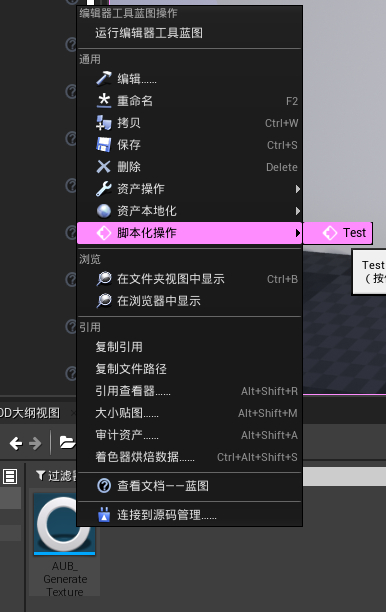 编辑器工具蓝图操作
运行编辑器工具蓝图
通用
编辑......
重命名 F2
拷贝 Ctrl+W
保存 Ctrl+S
删除 Delete
资产操作
资产本地化
脚本化操作
Test
浏览
Test
在文件夹视图中显示 Ctrl+B
(按
在浏览器中显示
引用
复制引用
复制文件路径
引用查看器...... Alt+Shift+R
大小贴图...... Alt+Shift+M
OD大纲视图
审计资产...... Alt+Shift+A
着色器烘焙数据...... Ctrl+Alt+Shift+S
过滤器
查看文档——蓝图
连接到源码管理......
AUB_
Generate
Texture